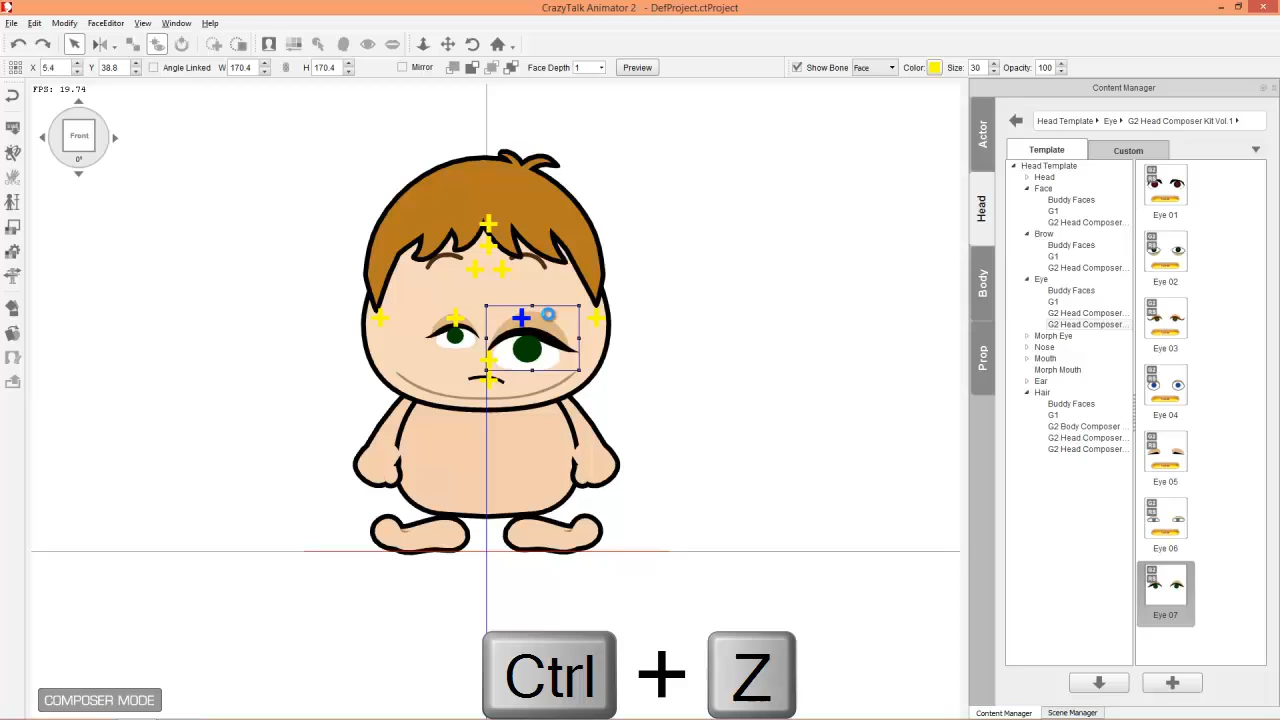 CrazyTalk Animator 2 - DefProject.ctProject
File Edit Modify FaceEditor View Window Help
X 5.4 Y 38.8 Angle Linked W 170.4 H 170.4 Mirror Face Depth 1 Preview Show Bone Face Color: Size: 30 Opacity: 100
FPS: 19.74
Front
0°
Content Manager
Head Template Eye G2 Head Composer Kit Vol.1
Actor
Head
Body
Prop
Template Custom
Head Template
Head
Face
Buddy Faces
G1
G2 Head Composer...
Brow
Buddy Faces
G1
G2 Head Composer...
Eye
Buddy Faces
G1
G2 Head Composer...
G2 Head Composer...
Morph Eye
Nose
Mouth
Morph Mouth
Ear
Hair
Buddy Faces
G1
G2 Body Composer ...
G2 Head Composer...
G2 Head Composer...
Eye 01
Eye 02
Eye 03
Eye 04
Eye 05
Eye 06
Eye 07
Ctrl + Z
COMPOSER MODE
Content Manager Scene Manager